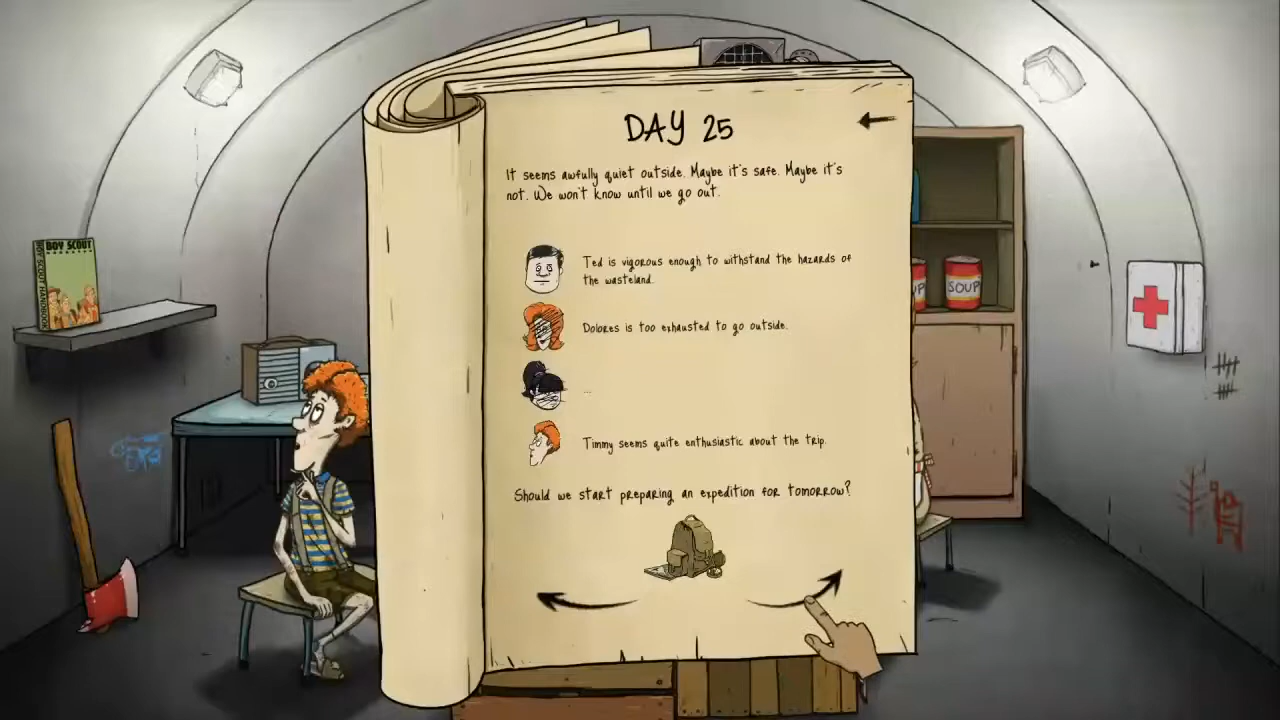 DAY 25
It seems awfully quiet outside. Maybe it's safe. Maybe it's
not. We won't know until we go out.
Ted is vigorous enough to withstand the hazards of
the wasteland.
Dolores is too exhausted to go outside.
...
Timmy seems quite enthusiastic about the trip.
Should we start preparing an expedition for tomorrow?
BOY SCOUT
BOY SCOUT HANDBOOK
UP
SOUP